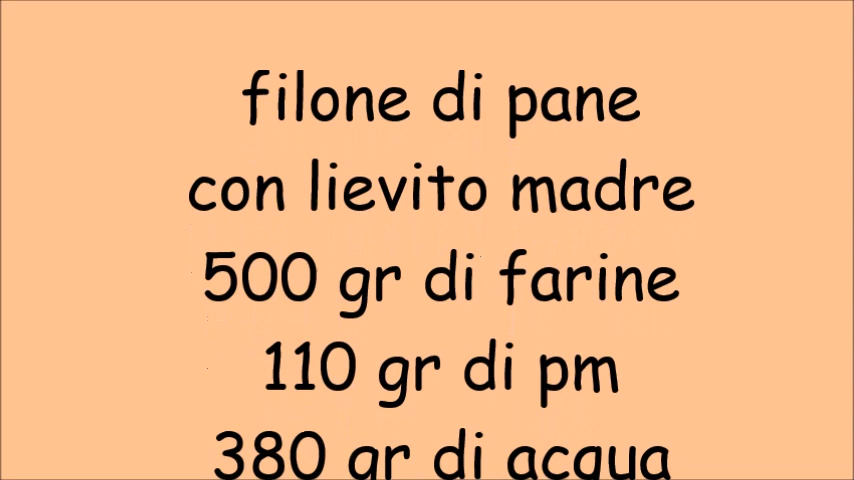 filone di pane
con lievito madre
500 gr di farine
110 gr di pm
380 gr di acqua